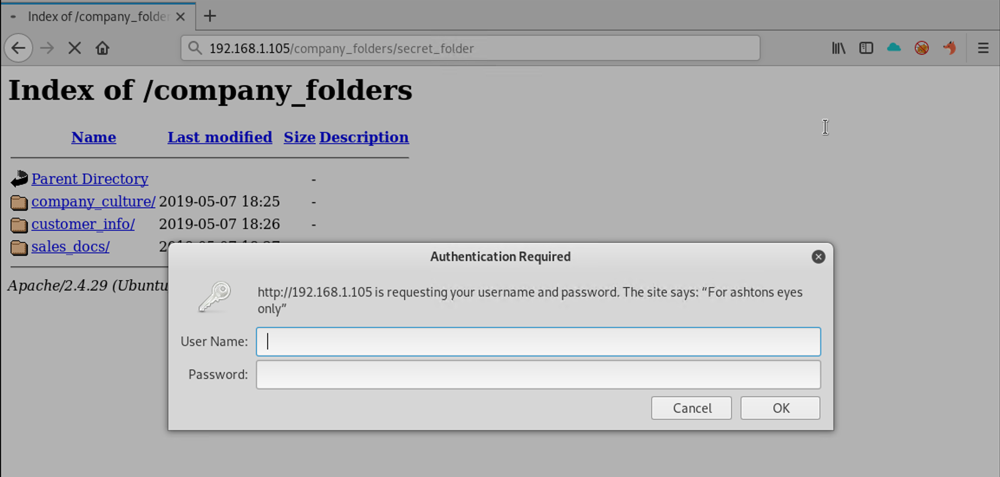 Index of /company_folder
192.168.1.105/company_folders/secret_folder
Index of /company_folders
Name Last modified Size Description
Parent Directory -
company_culture/ 2019-05-07 18:25 -
customer_info/ 2019-05-07 18:26 -
sales_docs/
Apache/2.4.29 (Ubuntu
Authentication Required
http://192.168.1.105 is requesting your username and password. The site says: “For ashtons eyes
only”
User Name:
Password:
Cancel OK